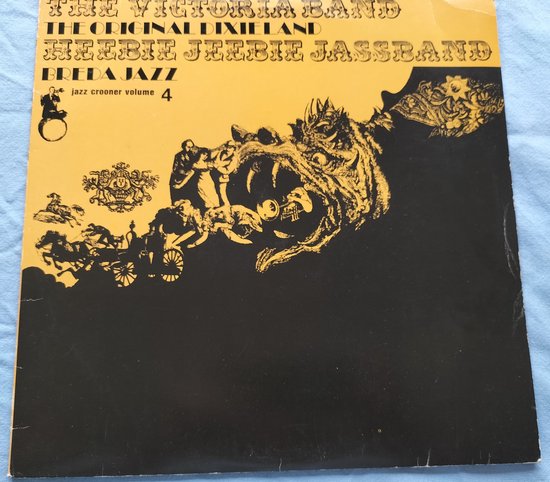 THE VICTORIA BAND
THE ORIGINAL DIXIELAND
HEEBIE JEEBIE JASSBAND
BREDA JAZZ
jazz crooner volume 4